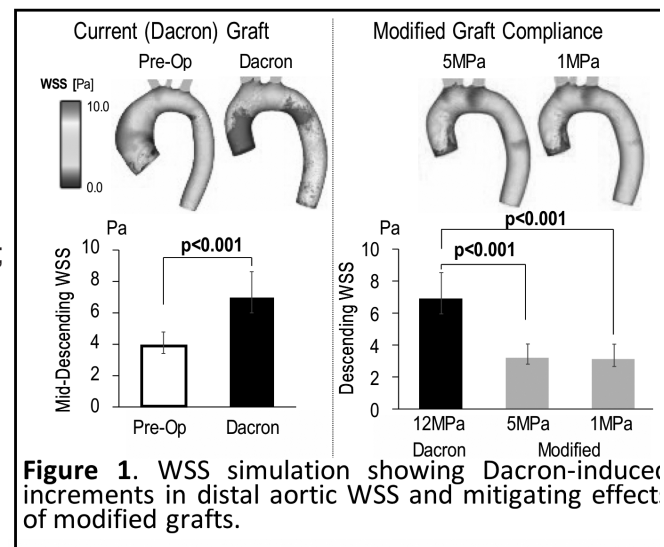 Current (Dacron) Graft
Modified Graft Compliance
Pre-Op
Dacron
5MPa
1MPa
WSS [Pa]
10.0
0.0
Pa
Mid-Descending WSS
10
8
6
4
2
0
p<0.001
Pre-Op
Dacron
Pa
Descending WSS
10
8
6
4
2
0
p<0.001
p<0.001
12MPa
5MPa
1MPa
Dacron
Modified
Figure 1. WSS simulation showing Dacron-induced
increments in distal aortic WSS and mitigating effects
of modified grafts.